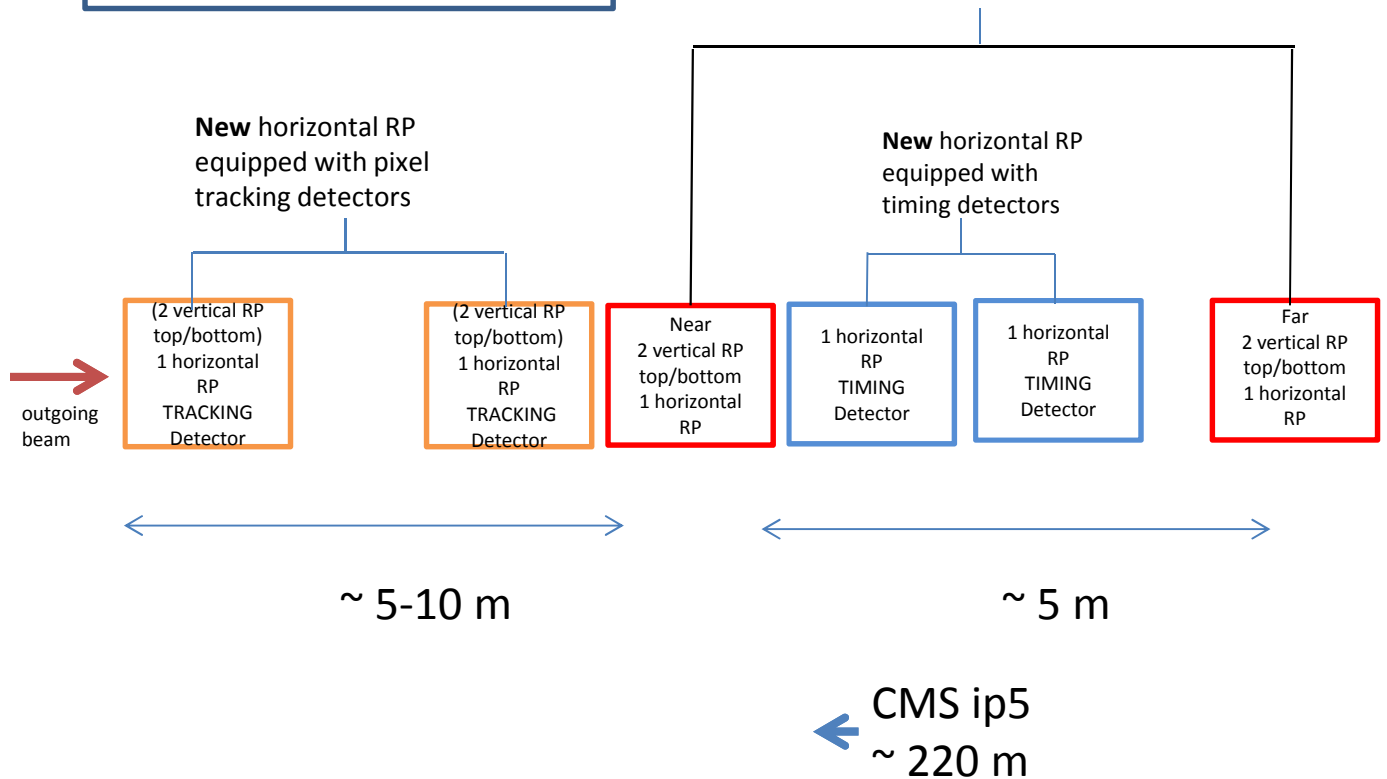 New horizontal RP
equipped with pixel
tracking detectors
New horizontal RP
equipped with
timing detectors
(2 vertical RP
top/bottom)
1 horizontal
RP
TRACKING
Detector
(2 vertical RP
top/bottom)
1 horizontal
RP
TRACKING
Detector
Near
2 vertical RP
top/bottom
1 horizontal
RP
1 horizontal
RP
TIMING
Detector
1 horizontal
RP
TIMING
Detector
Far
2 vertical RP
top/bottom
1 horizontal
RP
outgoing
beam
~ 5-10 m
~ 5 m
CMS ip5
~ 220 m